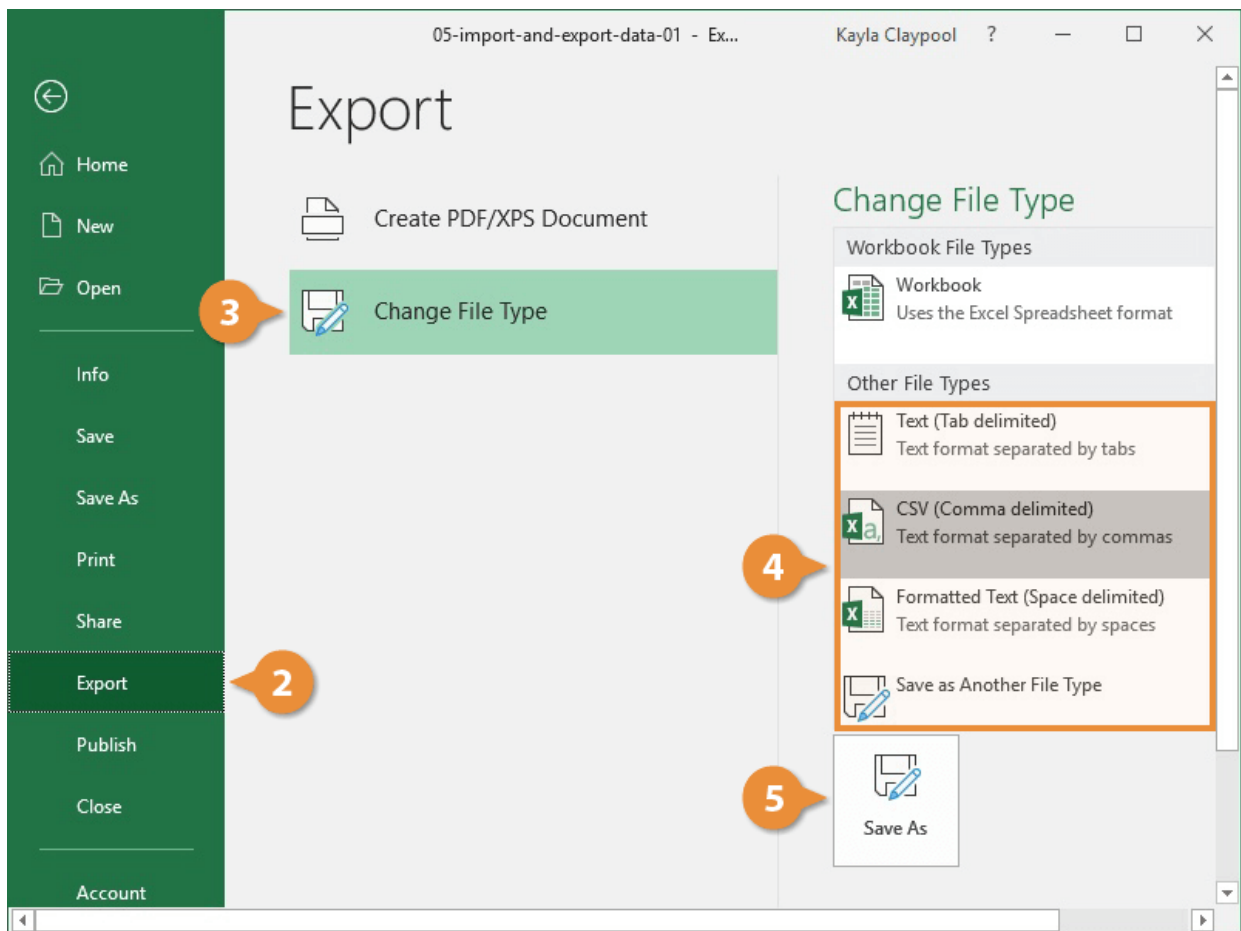 05-import-and-export-data-01 - Ex...
Kayla Claypool
?
Home
New
Open
Info
Save
Save As
Print
Share
Export
2
Publish
Close
Account
Export
Create PDF/XPS Document
3
Change File Type
Change File Type
Workbook File Types
Workbook
Uses the Excel Spreadsheet format
Other File Types
Text (Tab delimited)
Text format separated by tabs
4
CSV (Comma delimited)
Text format separated by commas
Formatted Text (Space delimited)
Text format separated by spaces
Save as Another File Type
5
Save As